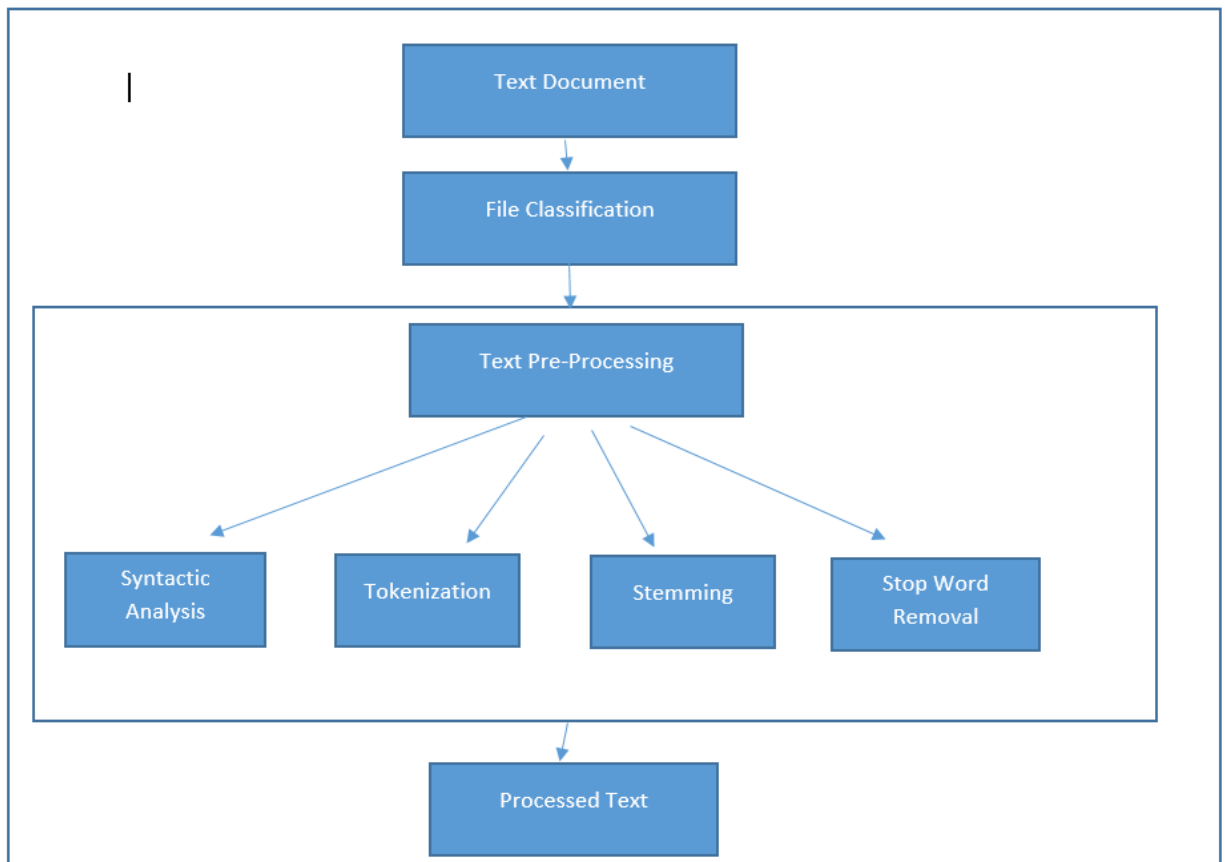 Text Document
File Classification
Text Pre-Processing
Syntactic
Analysis
Tokenization
Stemming
Stop Word
Removal
Processed Text